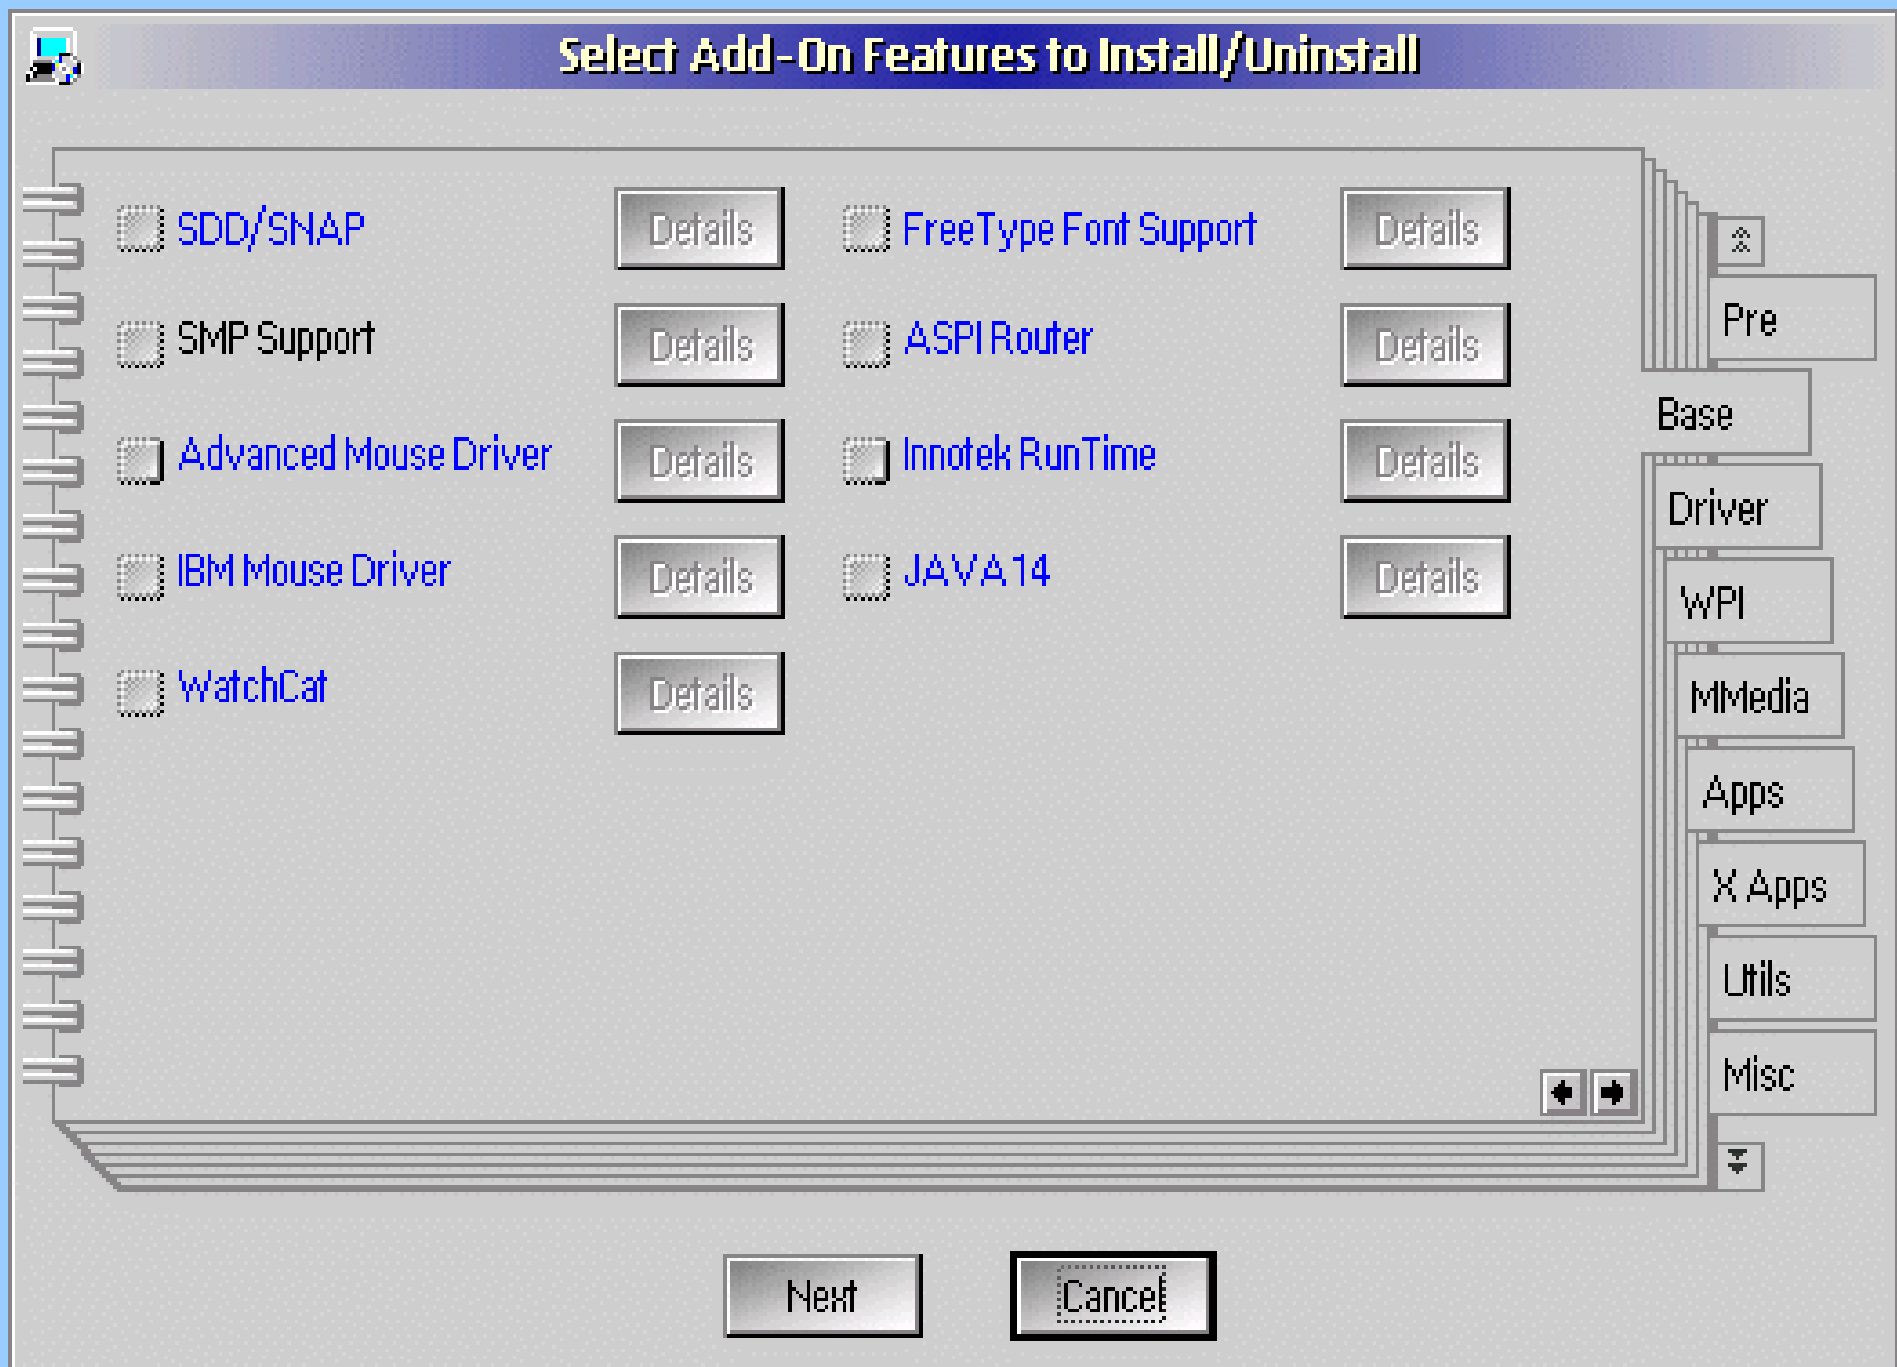 Select Add-On Features to Install/Uninstall
SDD/SNAP Details FreeType Font Support Details
SMP Support Details ASPI Router Details
Advanced Mouse Driver Details Innotek RunTime Details
IBM Mouse Driver Details JAVA14 Details
WatchCat Details
Pre
Base
Driver
WPI
MMedia
Apps
X Apps
Utils
Misc
Next Cancel